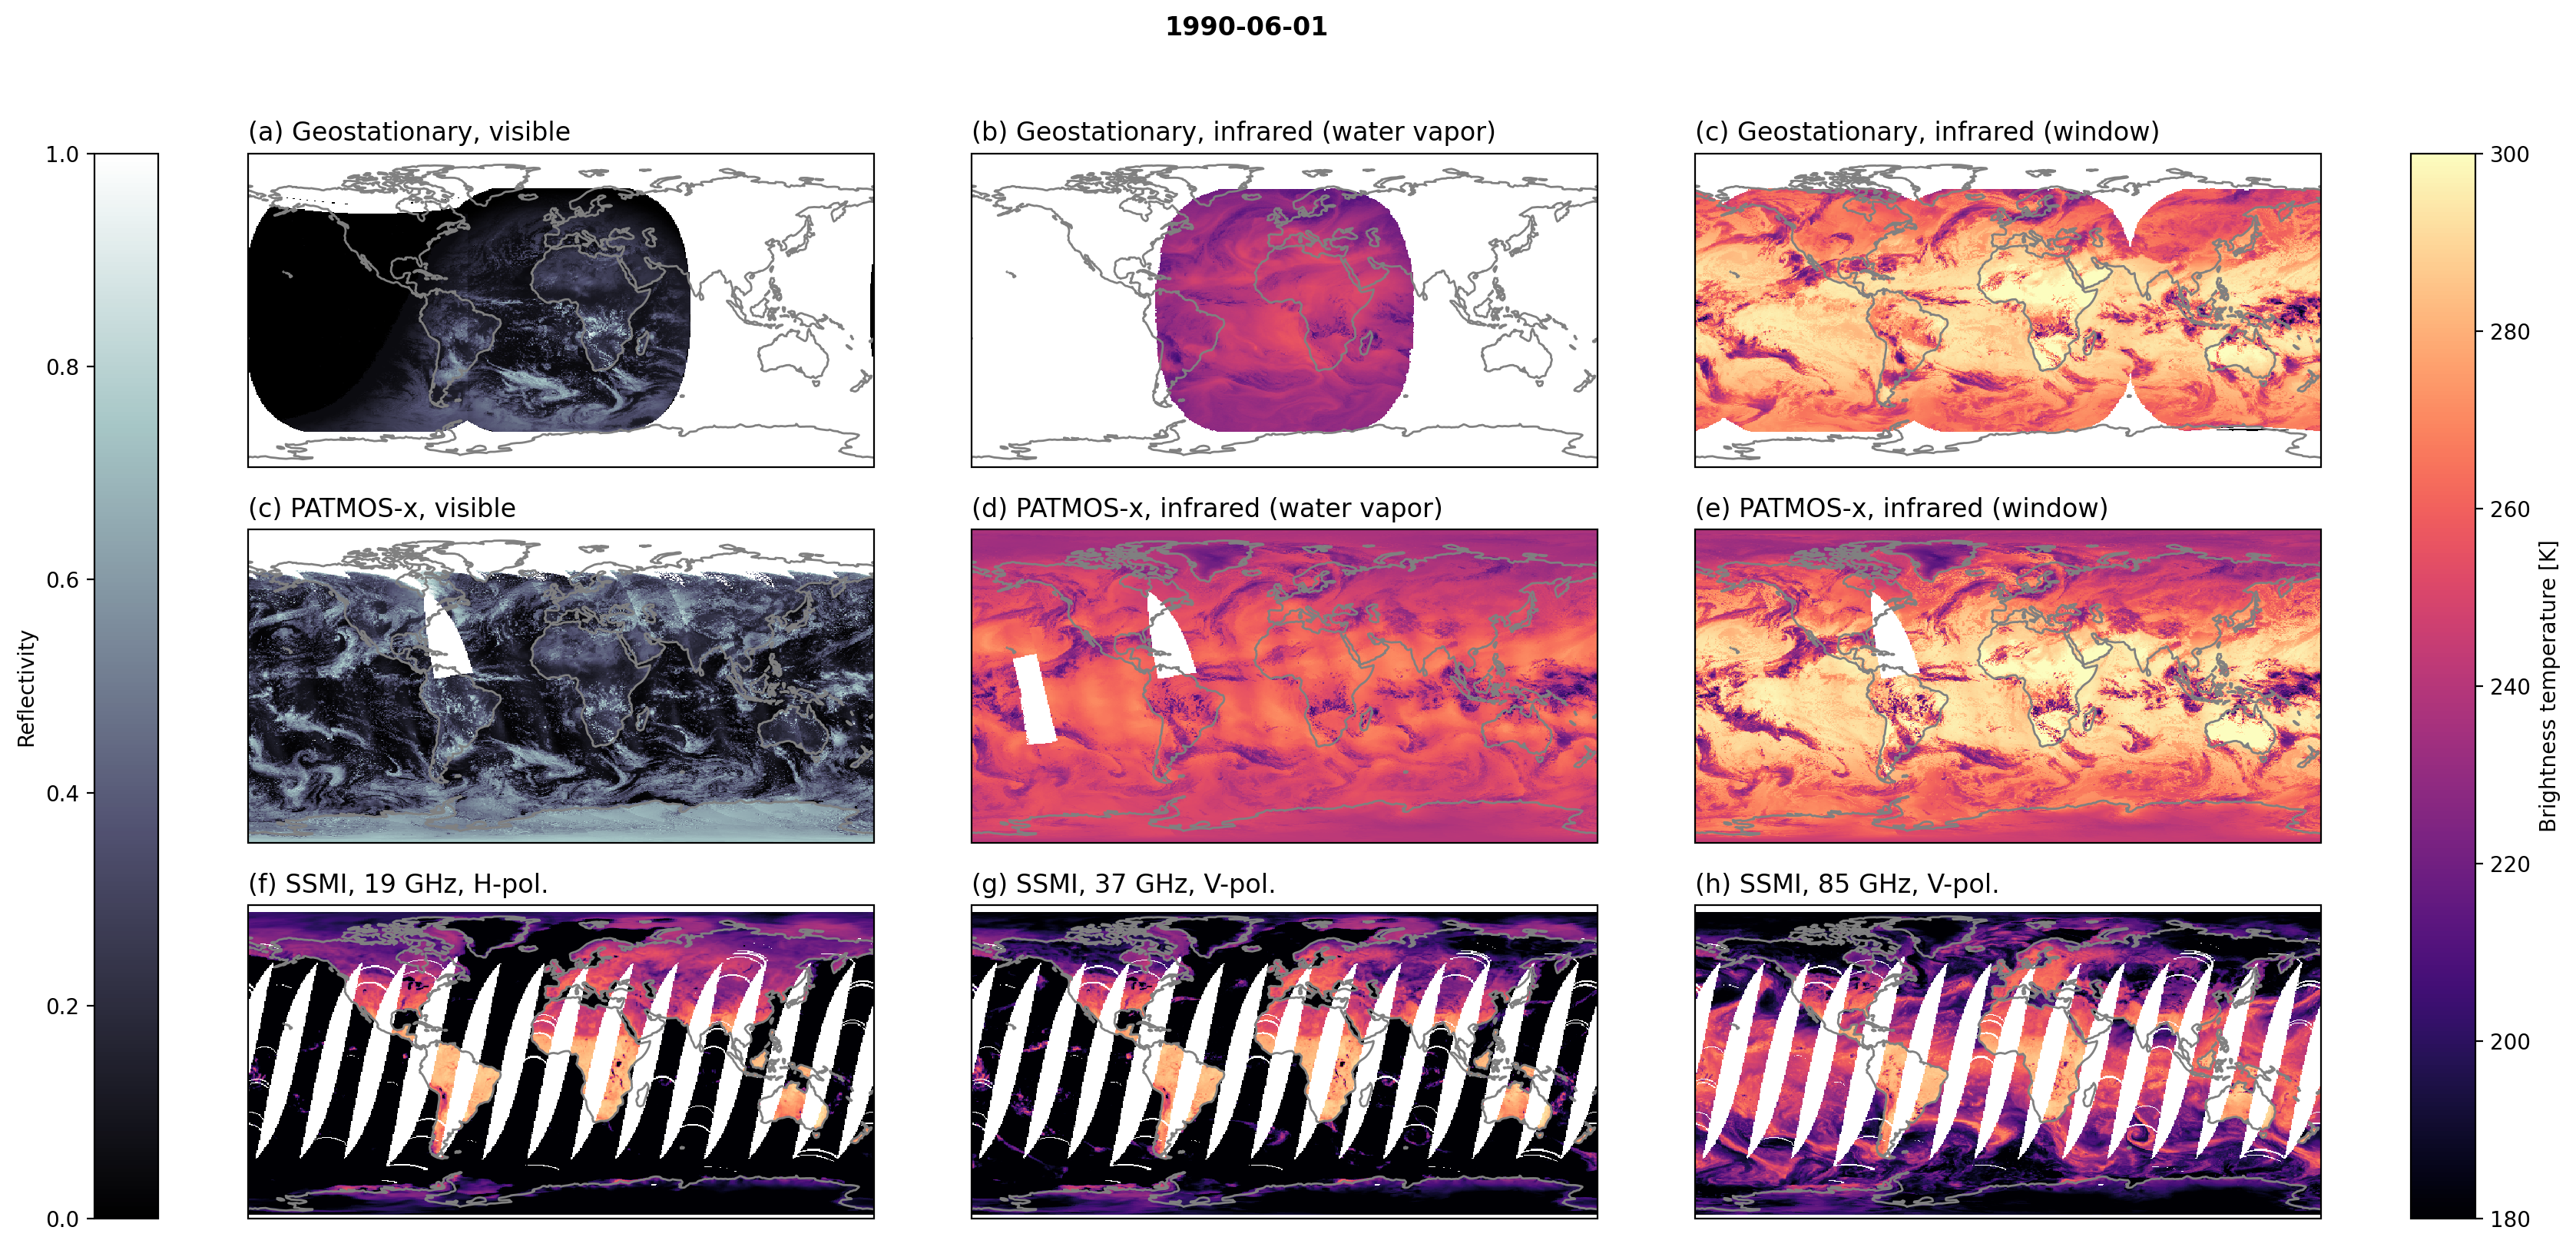 1990-06-01
(a) Geostationary, visible
(b) Geostationary, infrared (water vapor)
(c) Geostationary, infrared (window)
1.0
0.8
0.6
0.4
0.2
0.0
Reflectivity
(c) PATMOS-x, visible
(d) PATMOS-x, infrared (water vapor)
(e) PATMOS-x, infrared (window)
(f) SSMI, 19 GHz, H-pol.
(g) SSMI, 37 GHz, V-pol.
(h) SSMI, 85 GHz, V-pol.
300
280
260
240
220
200
180
Brightness temperature [K]